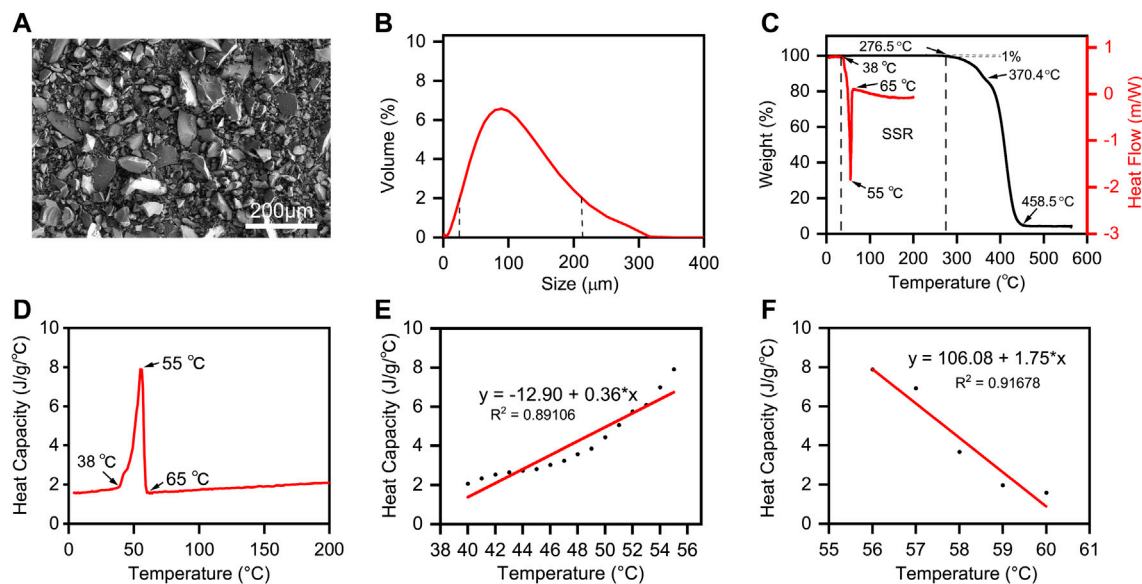 A
200μm
B
Volume (%)
10
8
6
4
2
0
0 100 200 300 400
Size (μm)
C
Weight (%)
100
80
60
40
20
0
276.5 ℃
38 ℃
65 ℃
55 ℃
SSR
1%
370.4℃
458.5℃
1
0
-1
-2
-3
Heat Flow (m/W)
0 100 200 300 400 500 600
Temperature (℃)
D
Heat Capacity (J/g/℃)
10
8
6
4
2
0
55 ℃
38 ℃
65 ℃
0 50 100 150 200
Temperature (°C)
E
Heat Capacity (J/g/℃)
10
8
6
4
2
0
y = -12.90 + 0.36*x
R² = 0.89106
38 40 42 44 46 48 50 52 54 56
Temperature (°C)
F
Heat Capacity (J/g/℃)
10
8
6
4
2
0
y = 106.08 + 1.75*x
R² = 0.91678
55 56 57 58 59 60 61
Temperature (°C)